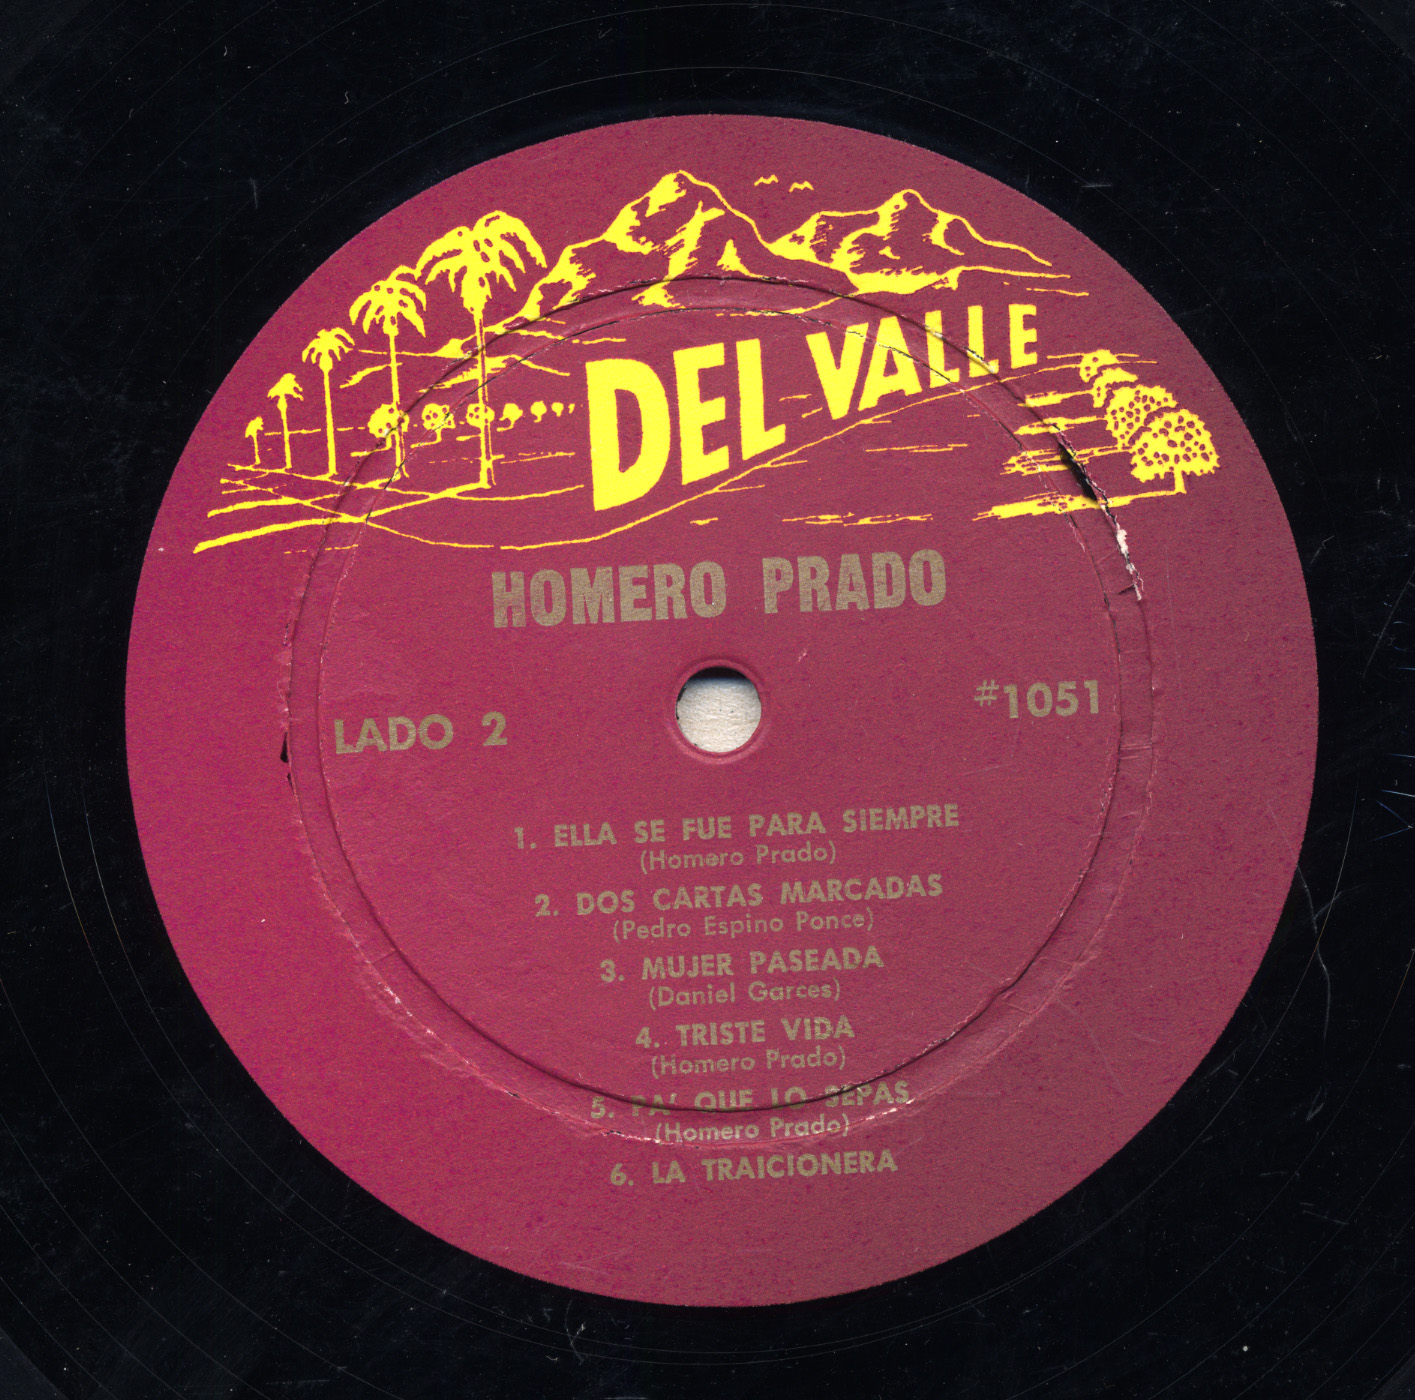 DEL VALLE
HOMERO PRADO
LADO 2
#1051
1. ELLA SE FUE PARA SIEMPRE
(Homero Prado)
2. DOS CARTAS MARCADAS
(Pedro Espino Ponce)
3. MUJER PASEADA
(Daniel Garces)
4. TRISTE VIDA
(Homero Prado)
5. PA' QUE LO SEPAS
(Homero Prado)
6. LA TRAICIONERA